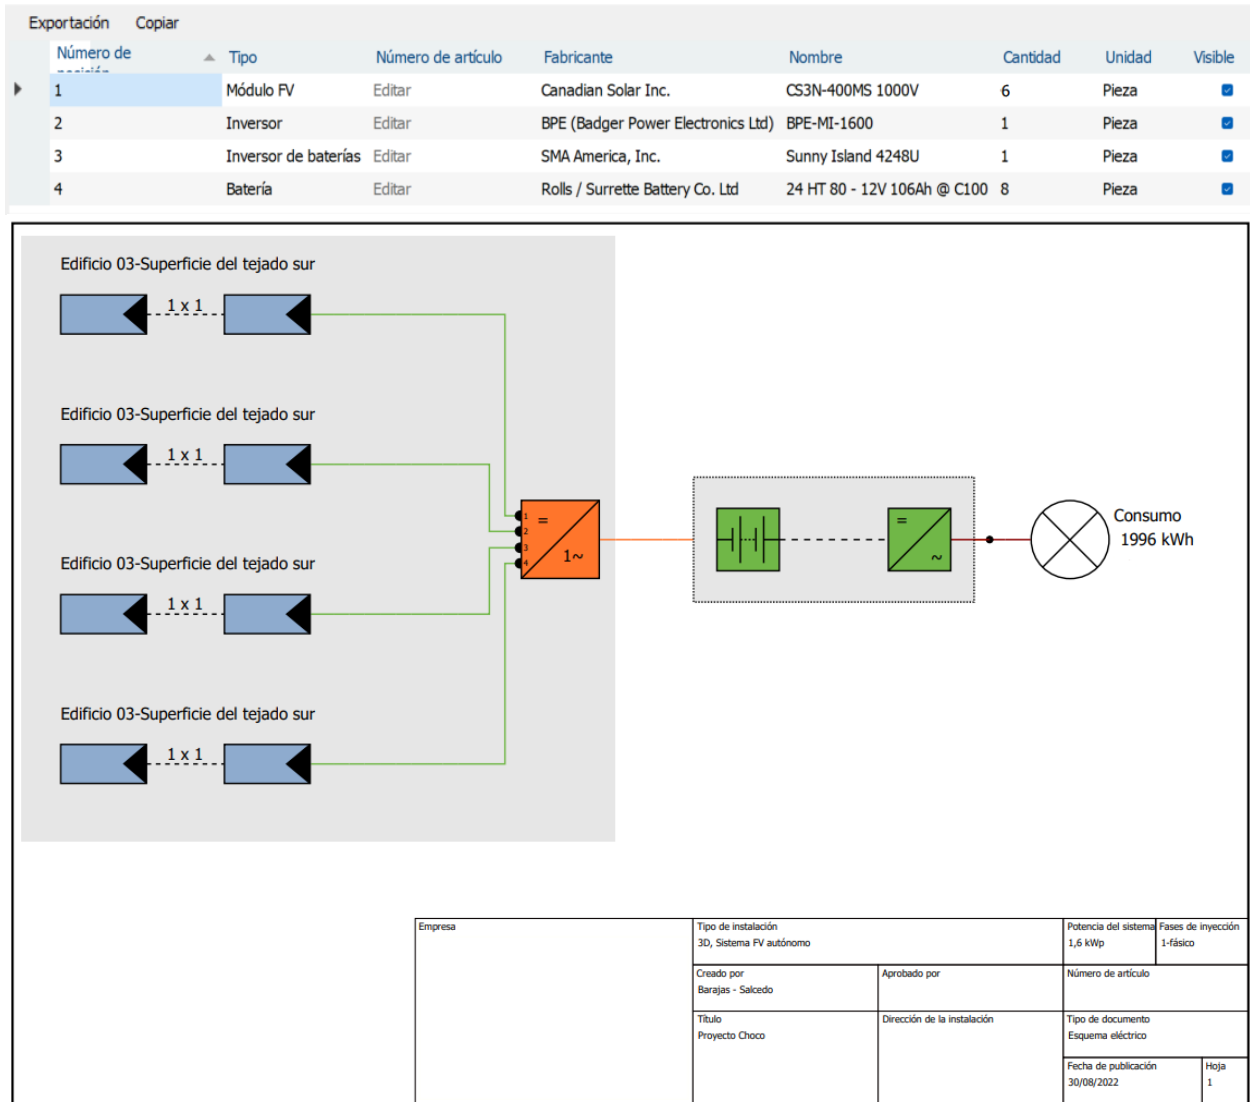 Exportación Copiar
Número de Tipo Número de artículo Fabricante Nombre Cantidad Unidad Visible
1 Módulo FV Editar Canadian Solar Inc. CS3N-400MS 1000V 6 Pieza
2 Inversor Editar BPE (Badger Power Electronics Ltd) BPE-MI-1600 1 Pieza
3 Inversor de baterías Editar SMA America, Inc. Sunny Island 4248U 1 Pieza
4 Batería Editar Rolls / Surrette Battery Co. Ltd 24 HT 80 - 12V 106Ah @ C100 8 Pieza
Edificio 03-Superficie del tejado sur
1 x 1
Edificio 03-Superficie del tejado sur
1 x 1
Edificio 03-Superficie del tejado sur
1 x 1
Edificio 03-Superficie del tejado sur
1 x 1
1
2
3
4
=
1~
=
~
Consumo
1996 kWh
Empresa
Tipo de instalación
3D, Sistema FV autónomo
Potencia del sistema
1,6 kWp
Fases de inyección
1-fásico
Creado por
Barajas - Salcedo
Aprobado por
Número de artículo
Título
Proyecto Choco
Dirección de la instalación
Tipo de documento
Esquema eléctrico
Fecha de publicación
30/08/2022
Hoja
1